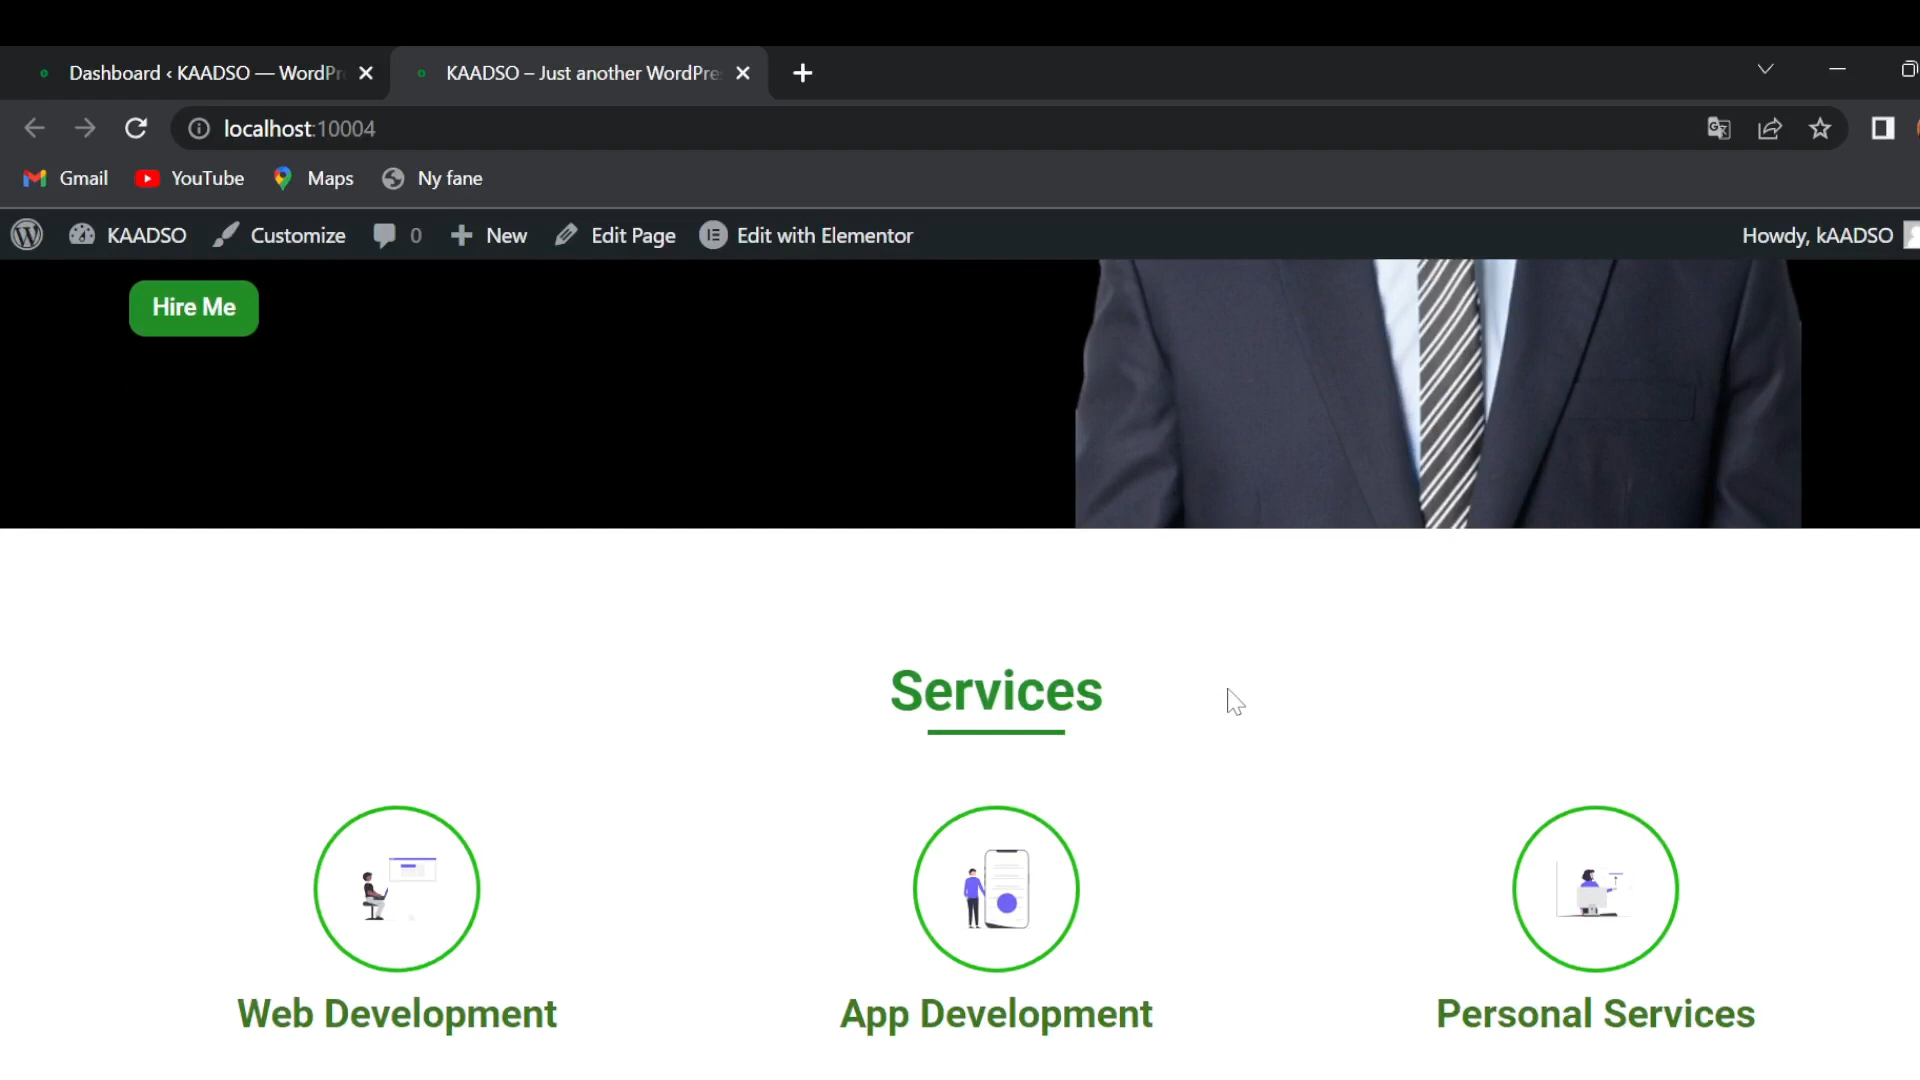 Dashboard ‹ KAADSO — WordPr
KAADSO – Just another WordPre
localhost:10004
Gmail
YouTube
Maps
Ny fane
KAADSO
Customize
0
New
Edit Page
Edit with Elementor
Howdy, kAADSO
Hire Me
Services
Web Development
App Development
Personal Services